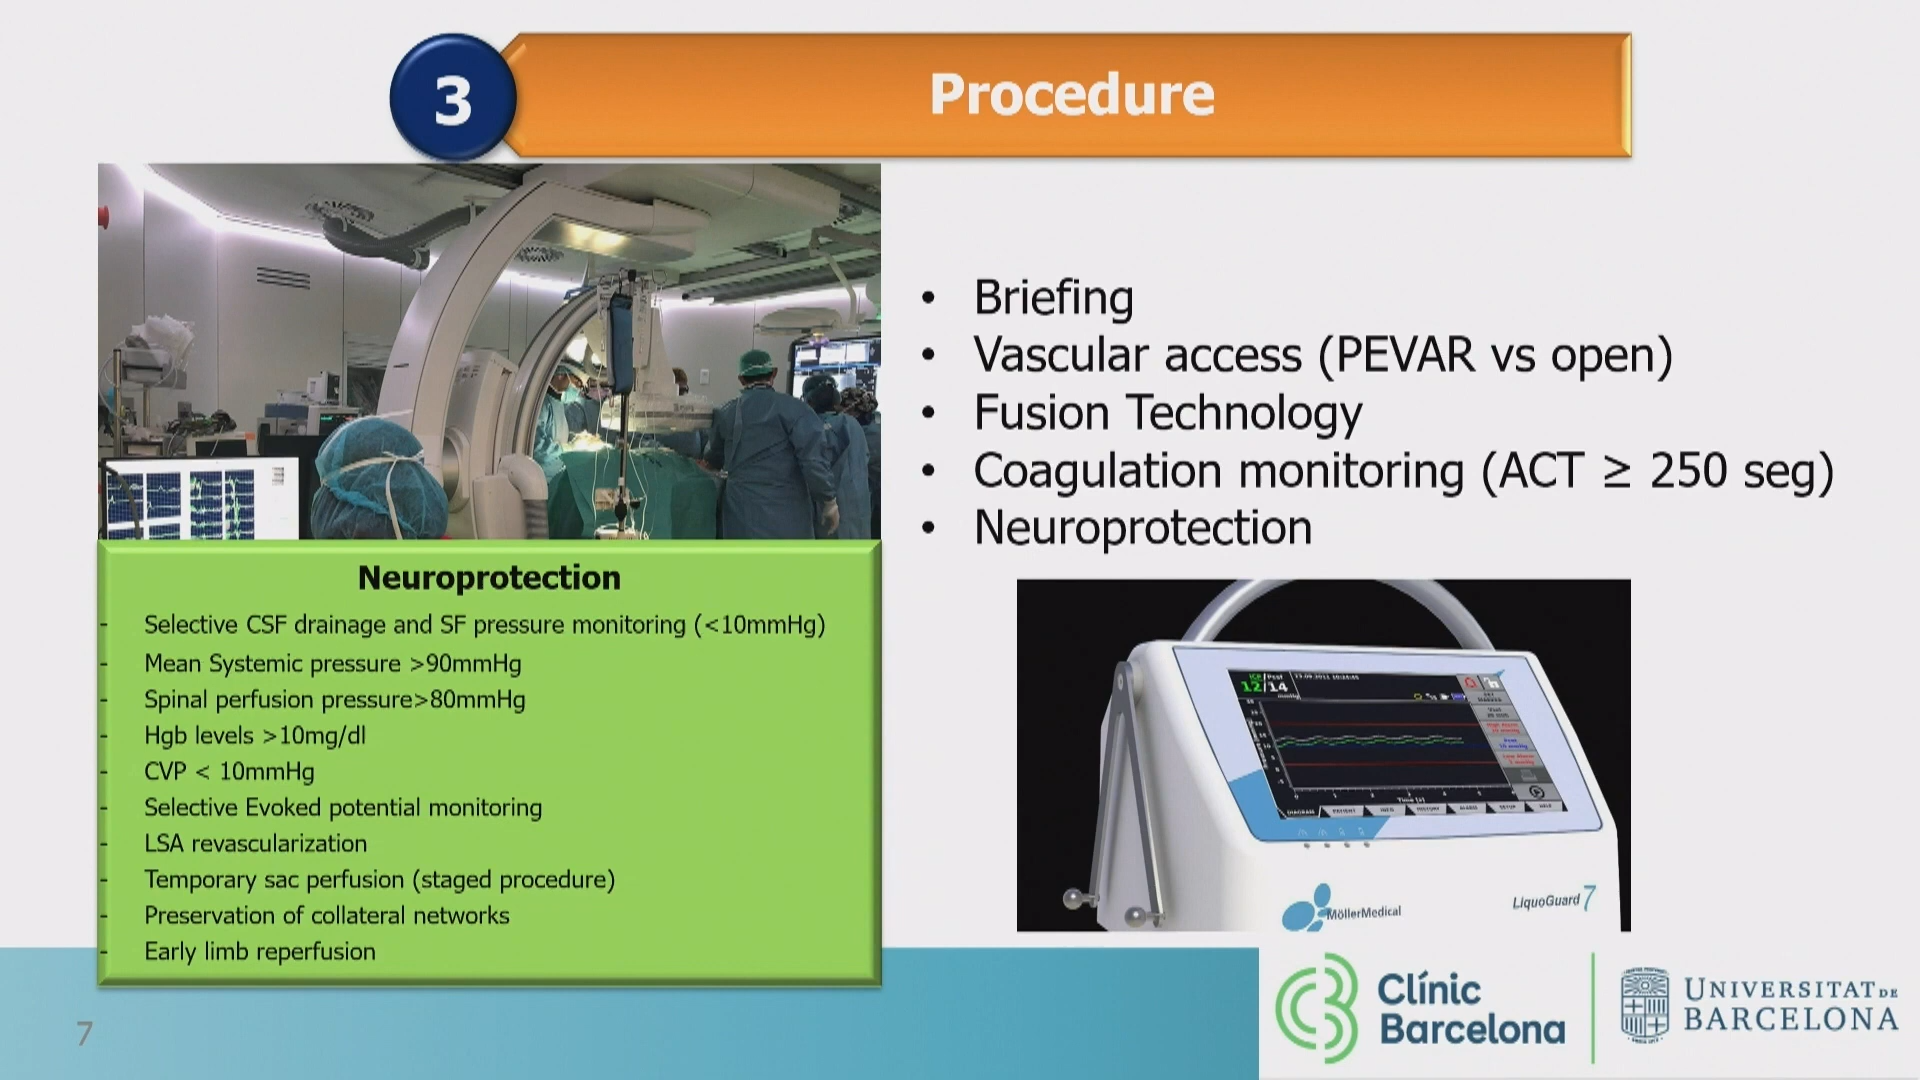 3
Procedure
• Briefing
• Vascular access (PEVAR vs open)
• Fusion Technology
• Coagulation monitoring (ACT ≥ 250 seg)
• Neuroprotection
Neuroprotection
- Selective CSF drainage and SF pressure monitoring (<10mmHg)
- Mean Systemic pressure >90mmHg
- Spinal perfusion pressure>80mmHg
- Hgb levels >10mg/dl
- CVP < 10mmHg
- Selective Evoked potential monitoring
- LSA revascularization
- Temporary sac perfusion (staged procedure)
- Preservation of collateral networks
- Early limb reperfusion
12/14
MöllerMedical
LiquoGuard 7
7
Clínic
Barcelona
UNIVERSITAT DE
BARCELONA